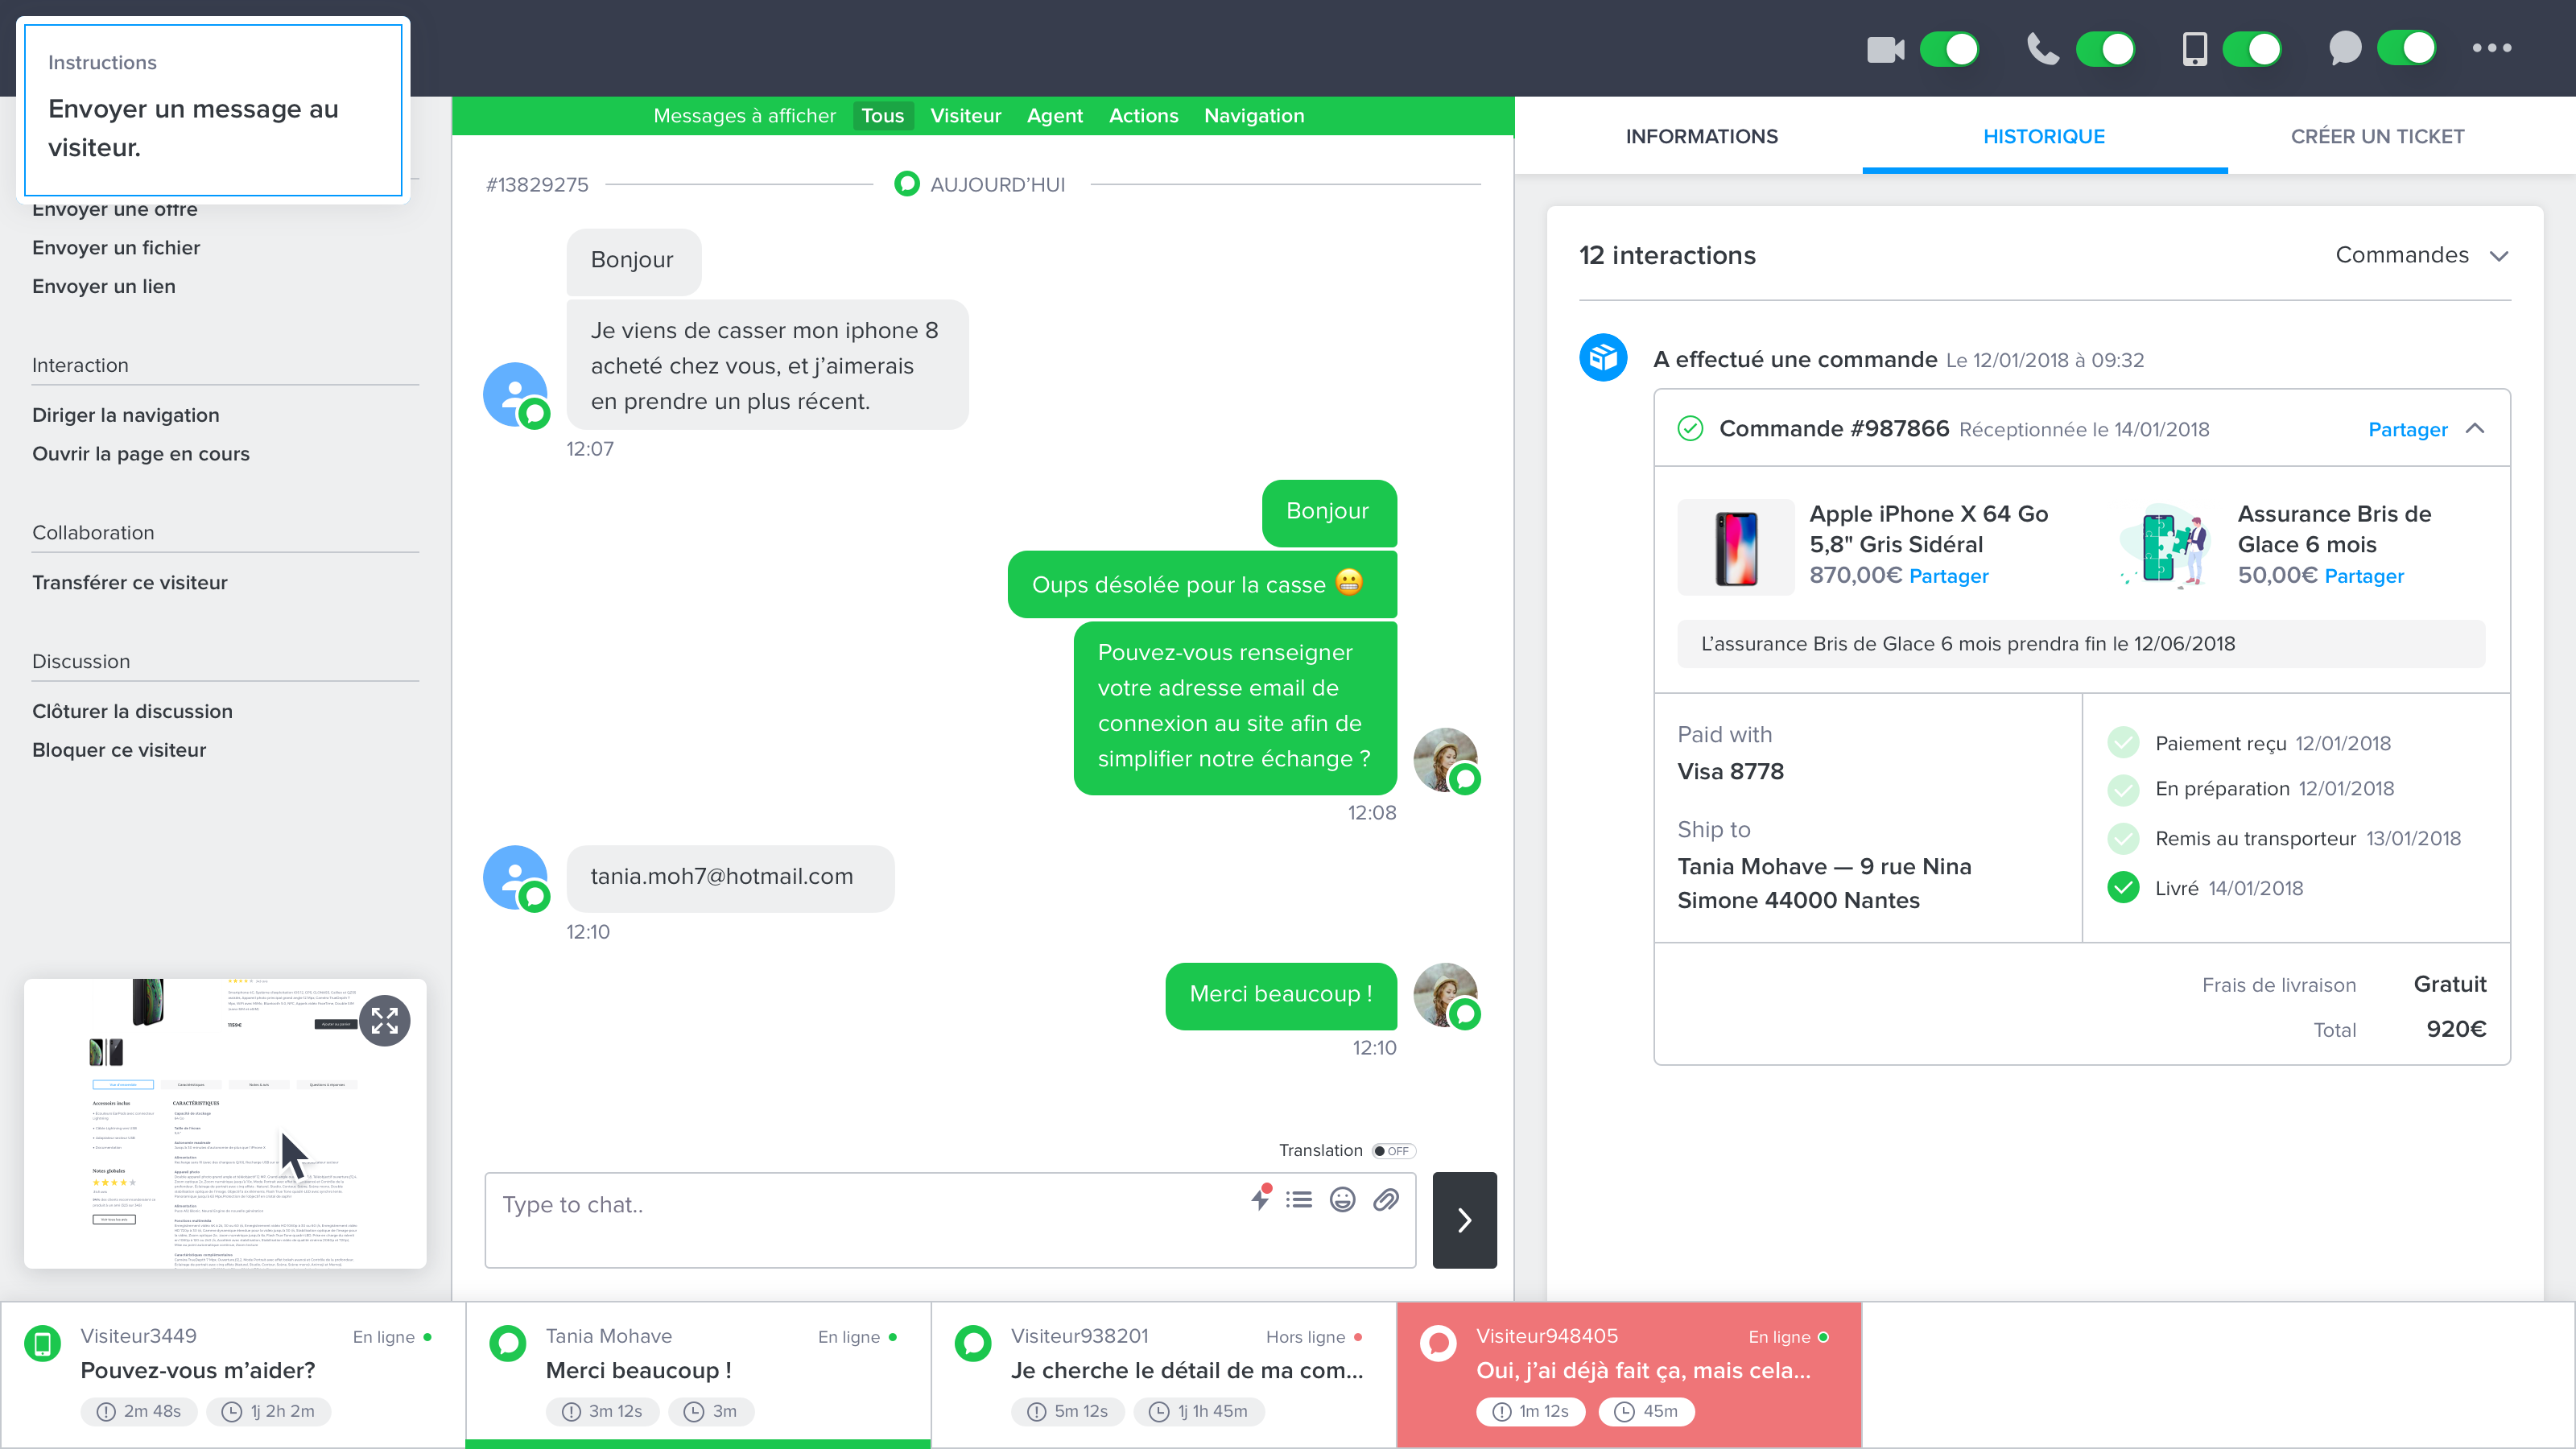 Instructions
Envoyer un message au
visiteur.
Envoyer une offre
Envoyer un fichier
Envoyer un lien
Interaction
Diriger la navigation
Ouvrir la page en cours
Collaboration
Transférer ce visiteur
Discussion
Clôturer la discussion
Bloquer ce visiteur
1159€
Accessoires inclus
CARACTÉRISTIQUES
Notes globales
Messages à afficher Tous Visiteur Agent Actions Navigation
#13829275 AUJOURD’HUI
Bonjour
Je viens de casser mon iphone 8
acheté chez vous, et j’aimerais
en prendre un plus récent.
12:07
Bonjour
Oups désolée pour la casse 😬
Pouvez-vous renseigner
votre adresse email de
connexion au site afin de
simplifier notre échange ?
12:08
tania.moh7@hotmail.com
12:10
Merci beaucoup !
12:10
Translation OFF
Type to chat..
INFORMATIONS HISTORIQUE CRÉER UN TICKET
12 interactions Commandes
A effectué une commande Le 12/01/2018 à 09:32
Commande #987866 Réceptionnée le 14/01/2018 Partager
Apple iPhone X 64 Go
5,8" Gris Sidéral
870,00€ Partager
Assurance Bris de
Glace 6 mois
50,00€ Partager
L’assurance Bris de Glace 6 mois prendra fin le 12/06/2018
Paid with
Visa 8778
Ship to
Tania Mohave — 9 rue Nina
Simone 44000 Nantes
Paiement reçu 12/01/2018
En préparation 12/01/2018
Remis au transporteur 13/01/2018
Livré 14/01/2018
Frais de livraison Gratuit
Total 920€
Visiteur3449 En ligne
Pouvez-vous m’aider?
2m 48s 1j 2h 2m
Tania Mohave En ligne
Merci beaucoup !
3m 12s 3m
Visiteur938201 Hors ligne
Je cherche le détail de ma com...
5m 12s 1j 1h 45m
Visiteur948405 En ligne
Oui, j’ai déjà fait ça, mais cela...
1m 12s 45m